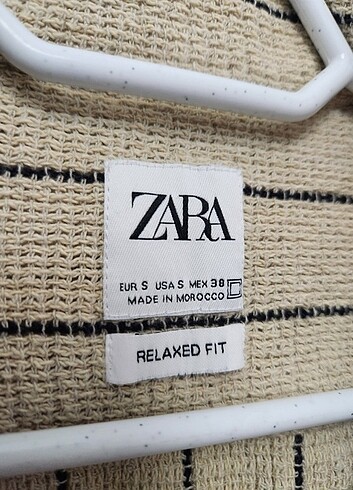 ZARA
EUR S USA S MEX 38
MADE IN MOROCCO
RELAXED FIT